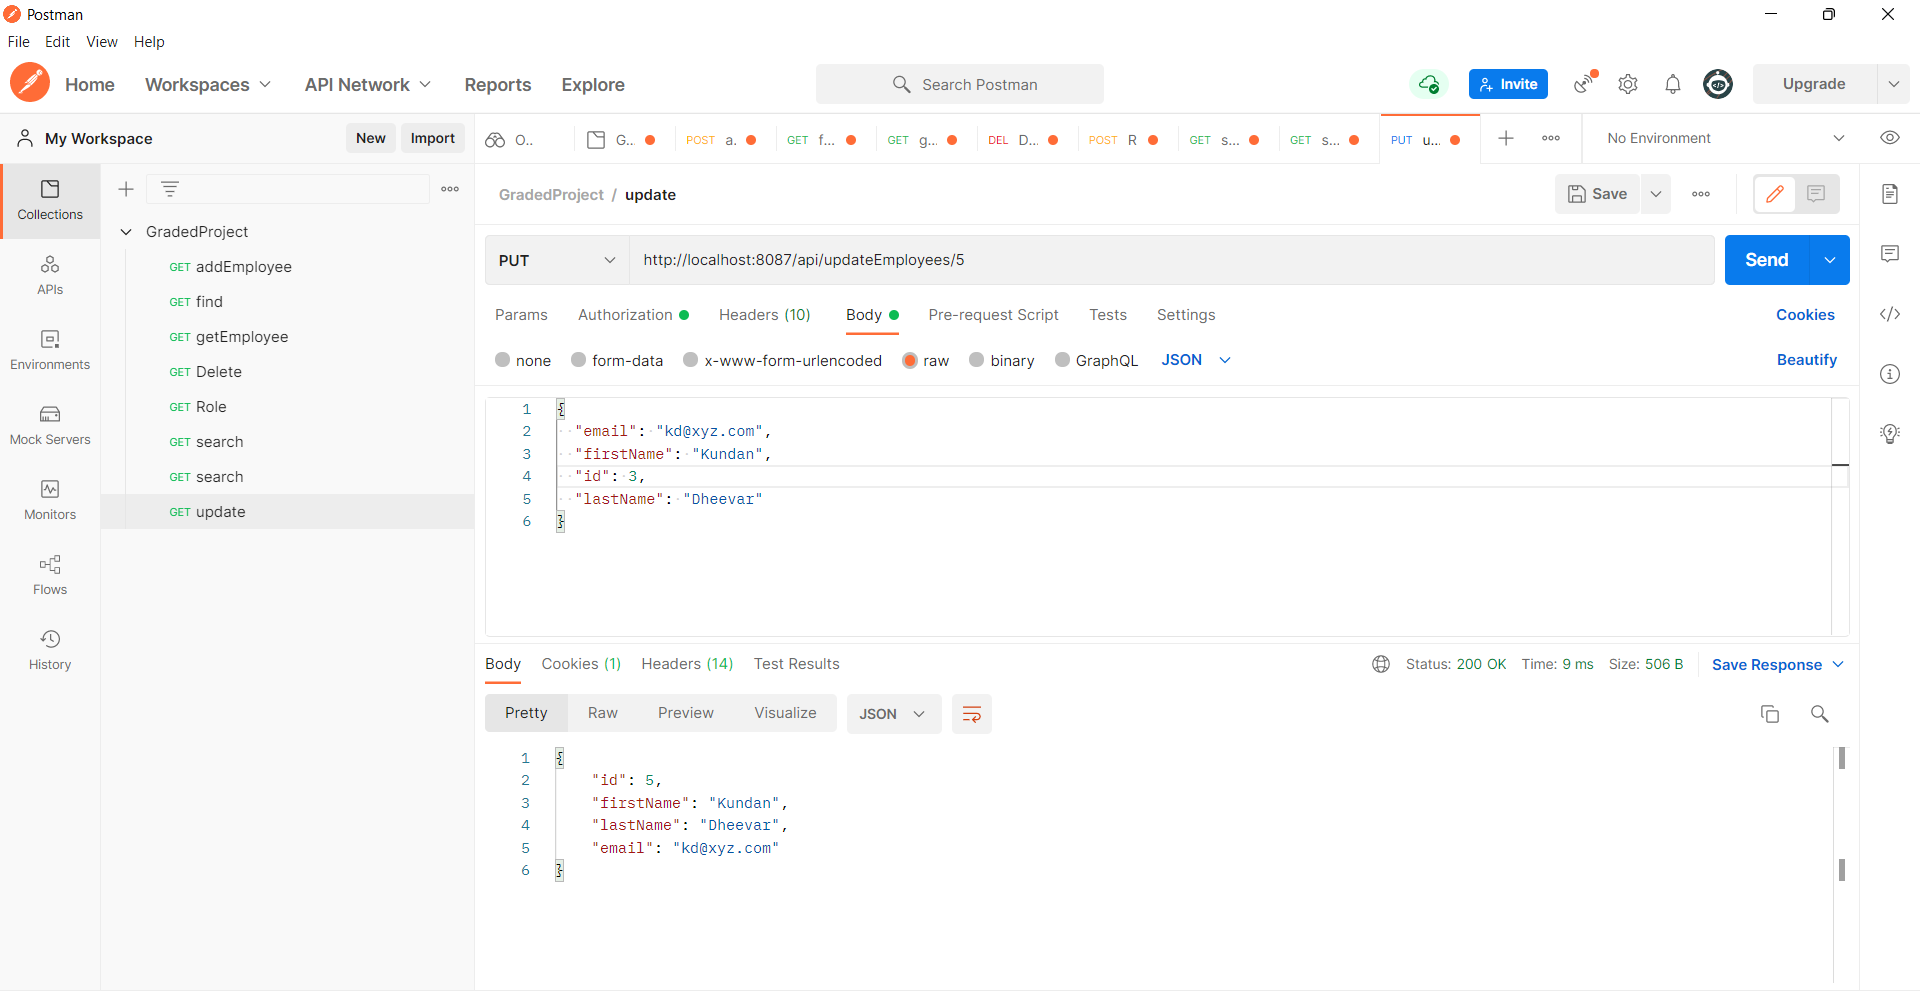 Postman
File Edit View Help
Home Workspaces API Network Reports Explore Search Postman Invite Upgrade
My Workspace New Import O.. G... POST a. GET f... GET g... DEL D... POST R GET s... GET s... PUT u... No Environment
Collections
APIs
Environments
Mock Servers
Monitors
Flows
History
GradedProject
GET addEmployee
GET find
GET getEmployee
GET Delete
GET Role
GET search
GET search
GET update
GradedProject / update Save
PUT http://localhost:8087/api/updateEmployees/5 Send
Params Authorization Headers (10) Body Pre-request Script Tests Settings Cookies
none form-data x-www-form-urlencoded raw binary GraphQL JSON Beautify
1 {
2 "email": "kd@xyz.com",
3 "firstName": "Kundan",
4 "id": 3,
5 "lastName": "Dheevar"
6 }
Body Cookies (1) Headers (14) Test Results Status: 200 OK Time: 9 ms Size: 506 B Save Response
Pretty Raw Preview Visualize JSON
1 {
2 "id": 5,
3 "firstName": "Kundan",
4 "lastName": "Dheevar",
5 "email": "kd@xyz.com"
6 }